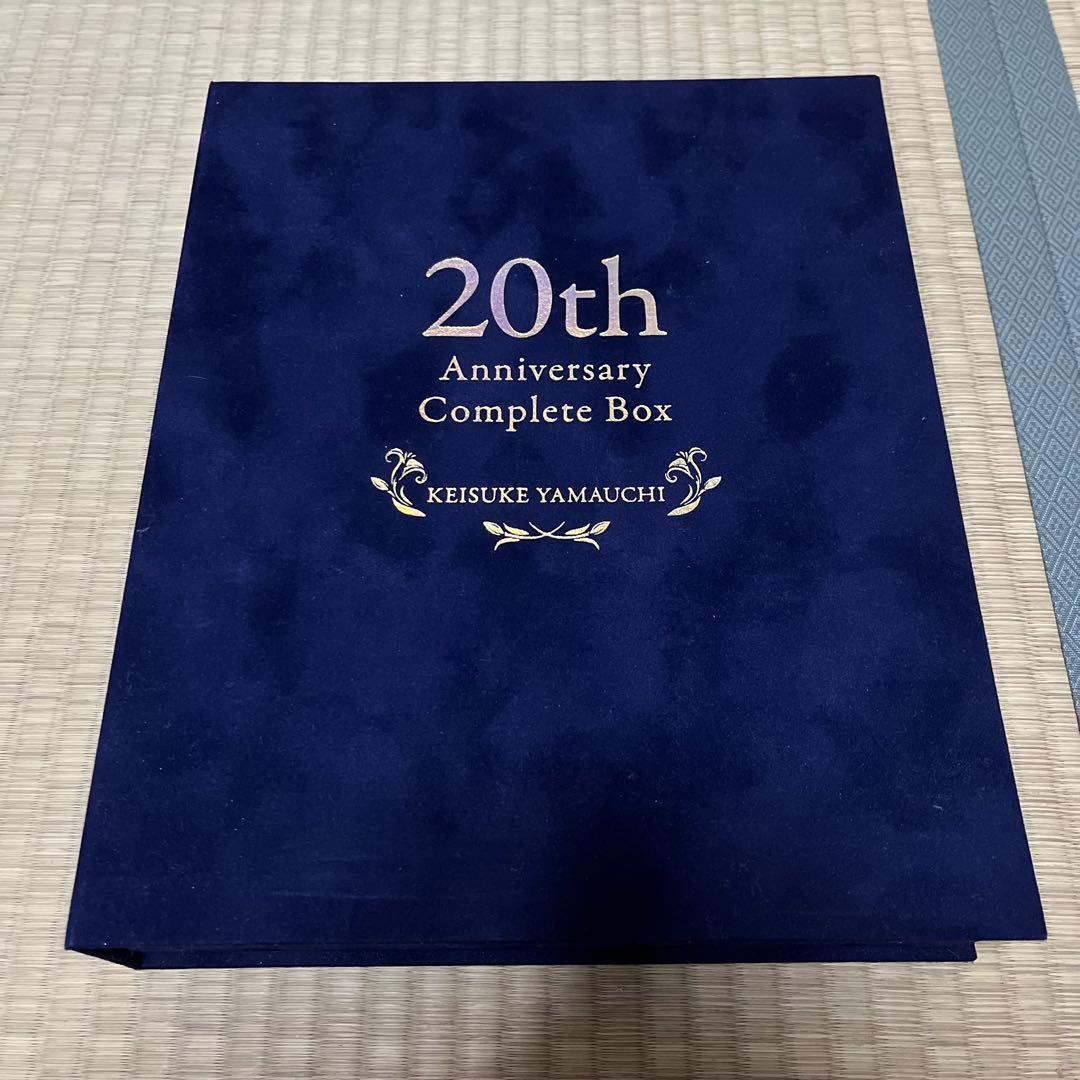 20th
Anniversary
Complete Box
KEISUKE YAMAUCHI